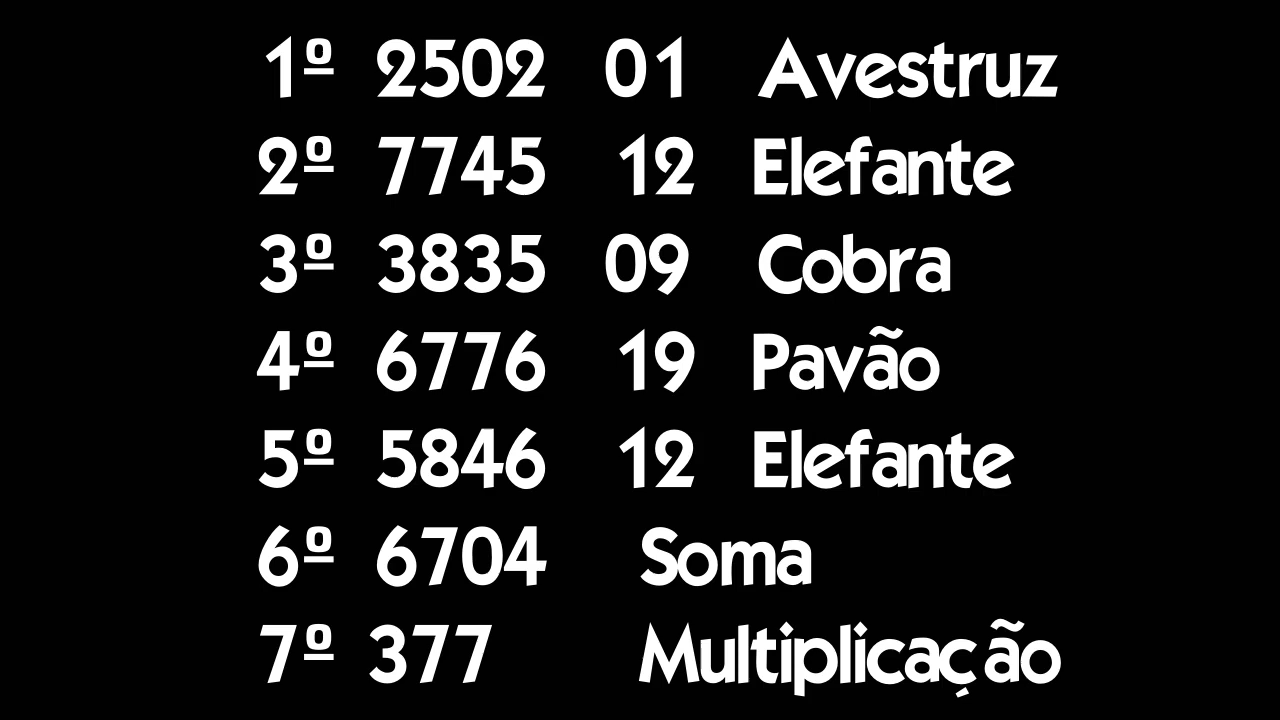 1º 2502 01 Avestruz
2º 7745 12 Elefante
3º 3835 09 Cobra
4º 6776 19 Pavão
5º 5846 12 Elefante
6º 6704 Soma
7º 377 Multiplicação